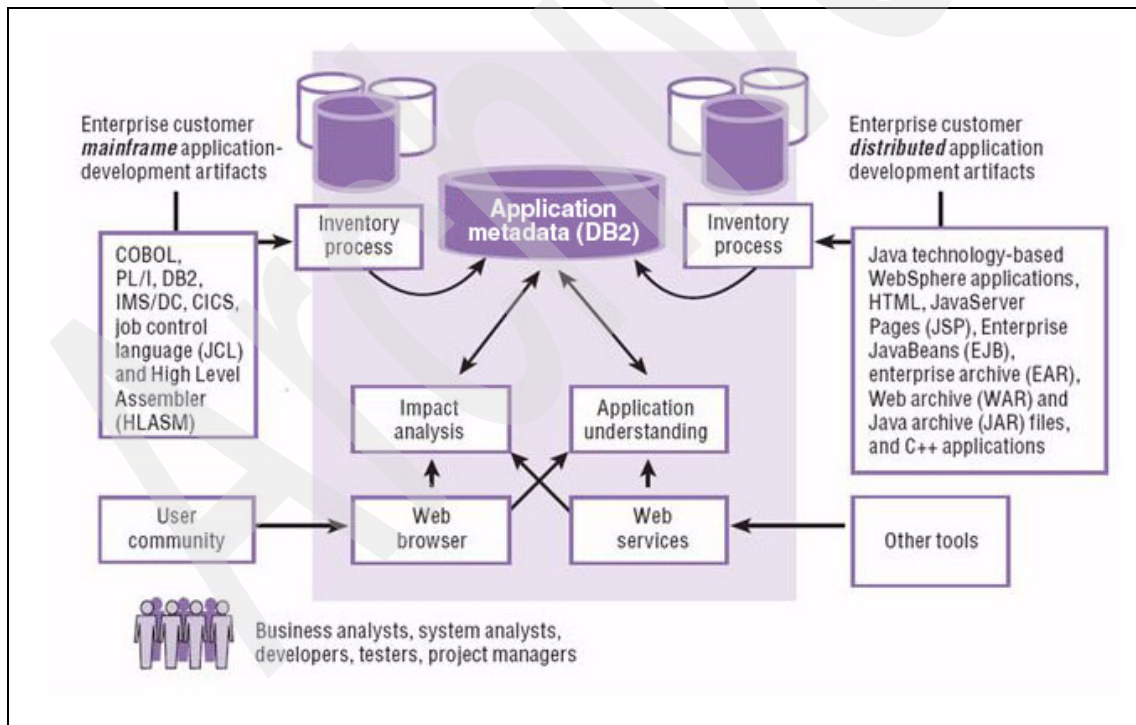 Enterprise customer
mainframe application-
development artifacts
Enterprise customer
distributed application
development artifacts
Application
metadata (DB2)
Inventory
process
Inventory
process
COBOL,
PL/I, DB2,
IMS/DC, CICS,
job control
language (JCL)
and High Level
Assembler
(HLASM)
Java technology-based
WebSphere applications,
HTML, JavaServer
Pages (JSP), Enterprise
JavaBeans (EJB),
enterprise archive (EAR),
Web archive (WAR) and
Java archive (JAR) files,
and C++ applications
Impact
analysis
Application
understanding
User
community
Web
browser
Web
services
Other tools
Business analysts, system analysts,
developers, testers, project managers